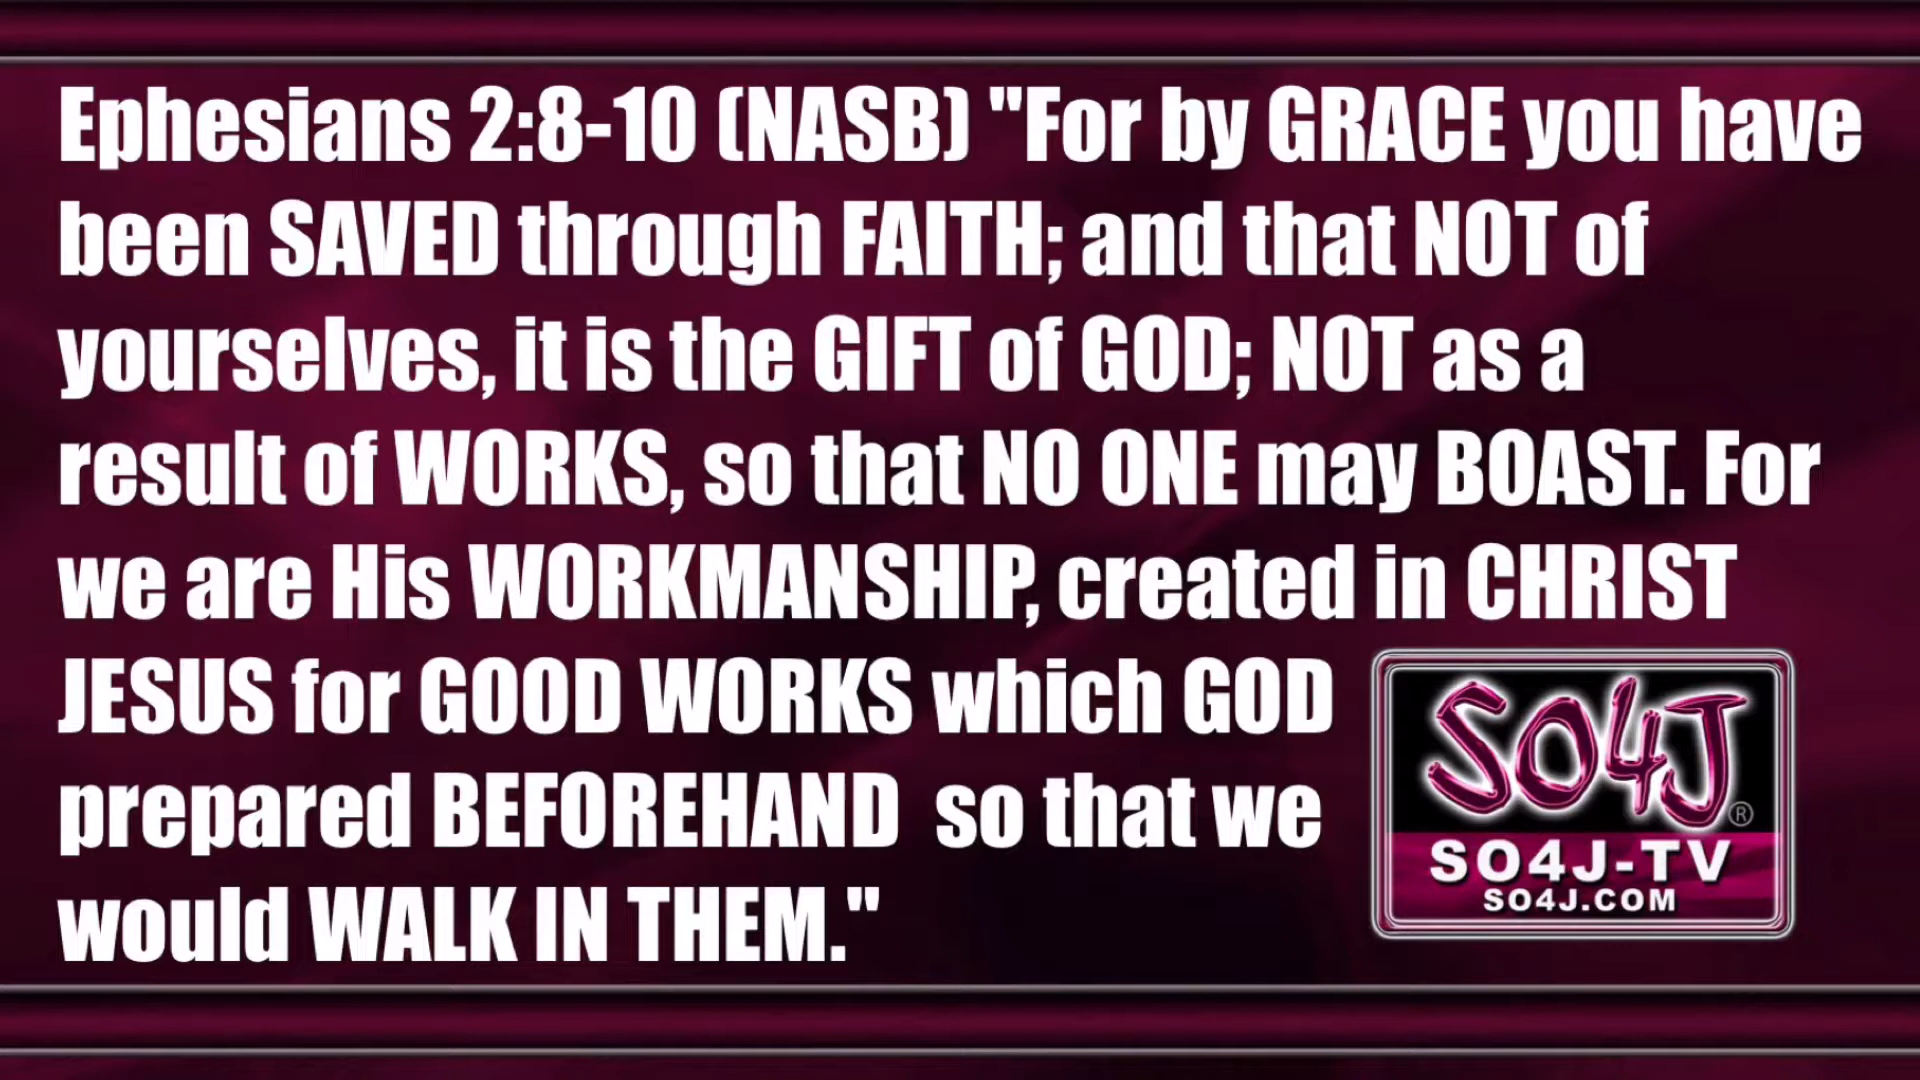 Ephesians 2:8-10 (NASB) "For by GRACE you have
been SAVED through FAITH; and that NOT of
yourselves, it is the GIFT of GOD; NOT as a
result of WORKS, so that NO ONE may BOAST. For
we are His WORKMANSHIP, created in CHRIST
JESUS for GOOD WORKS which GOD
prepared BEFOREHAND  so that we
would WALK IN THEM."
SO4J®
SO4J-TV
SO4J.COM